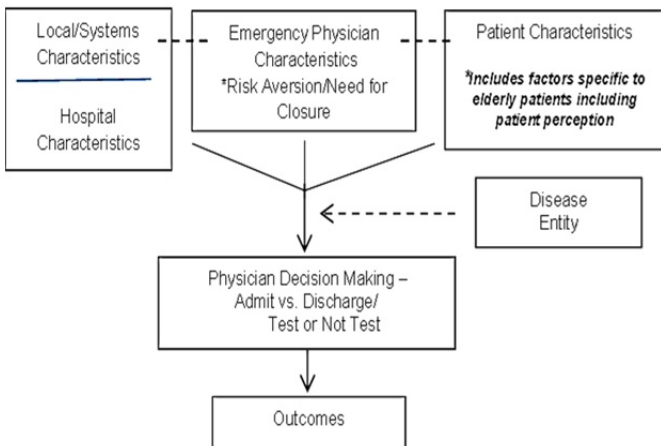 Local/Systems
Characteristics
Hospital
Characteristics
Emergency Physician
Characteristics
*Risk Aversion/Need for
Closure
Patient Characteristics
*Includes factors specific to
elderly patients including
patient perception
Disease
Entity
Physician Decision Making –
Admit vs. Discharge/
Test or Not Test
Outcomes